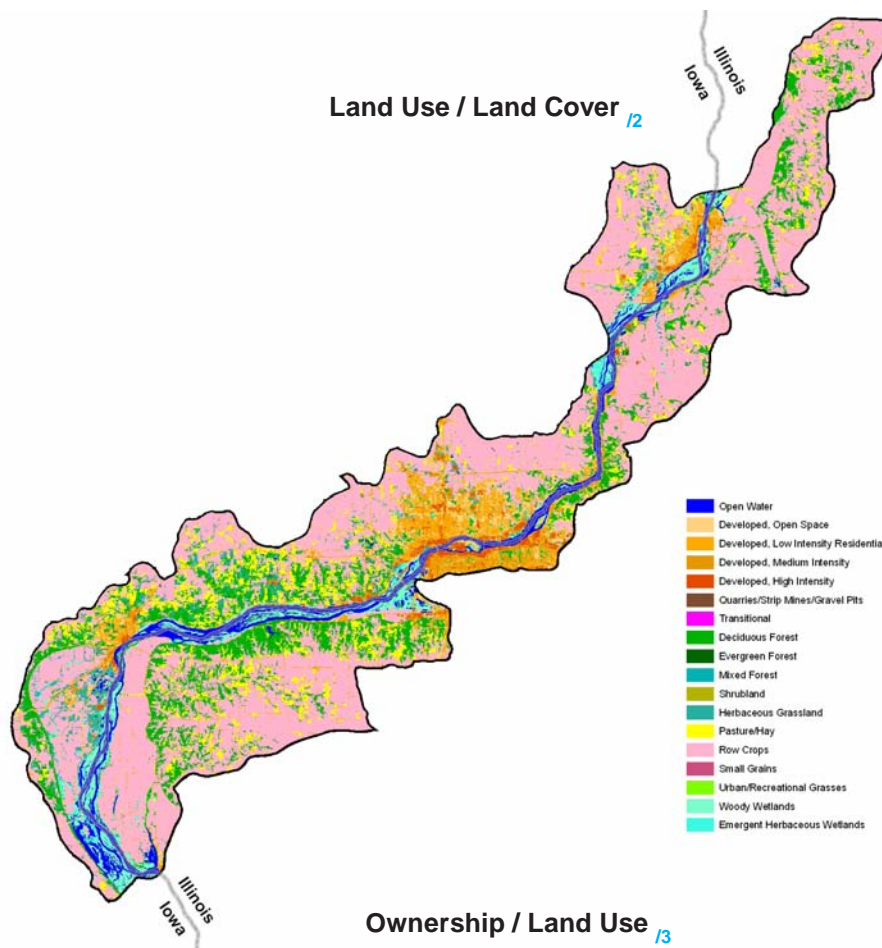 Illinois
Iowa
Land Use / Land Cover /2
Open Water
Developed, Open Space
Developed, Low Intensity Residentia
Developed, Medium Intensity
Developed, High Intensity
Quarries/Strip Mines/Gravel Pits
Transitional
Deciduous Forest
Evergreen Forest
Mixed Forest
Shrubland
Herbaceous Grassland
Pasture/Hay
Row Crops
Small Grains
Urban/Recreational Grasses
Woody Wetlands
Emergent Herbaceous Wetlands
Illinois
Iowa
Ownership / Land Use /3